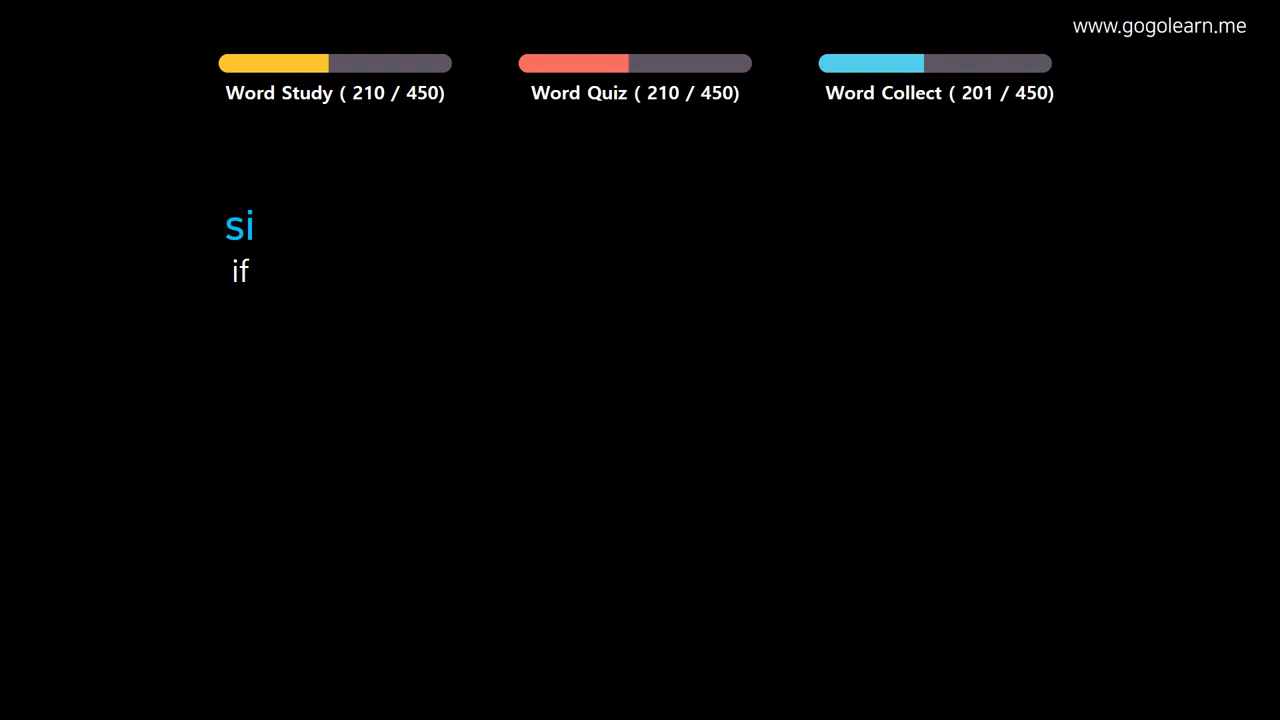 www.gogolearn.me
Word Study ( 210 / 450)
Word Quiz ( 210 / 450)
Word Collect ( 201 / 450)
si
if